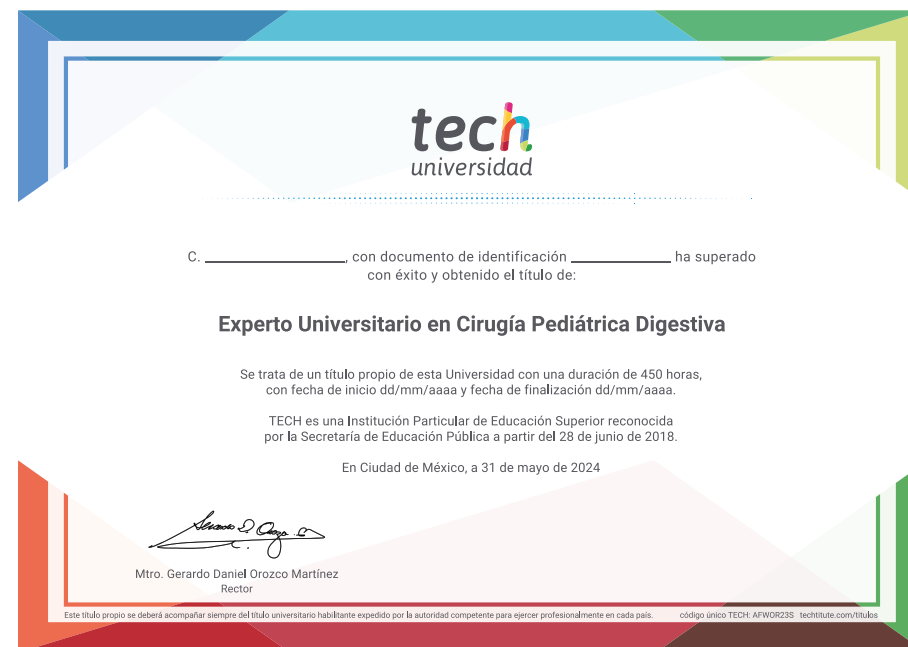 tech
universidad
C. ____________________, con documento de identificación ______________ ha superado
con éxito y obtenido el título de:
Experto Universitario en Cirugía Pediátrica Digestiva
Se trata de un título propio de esta Universidad con una duración de 450 horas,
con fecha de inicio dd/mm/aaaa y fecha de finalización dd/mm/aaaa.
TECH es una Institución Particular de Educación Superior reconocida
por la Secretaría de Educación Pública a partir del 28 de junio de 2018.
En Ciudad de México, a 31 de mayo de 2024
Mtro. Gerardo Daniel Orozco Martínez
Rector
Este título propio se deberá acompañar siempre del título universitario habilitante expedido por la autoridad competente para ejercer profesionalmente en cada país. código único TECH: AFWOR23S techtitute.com/titulos